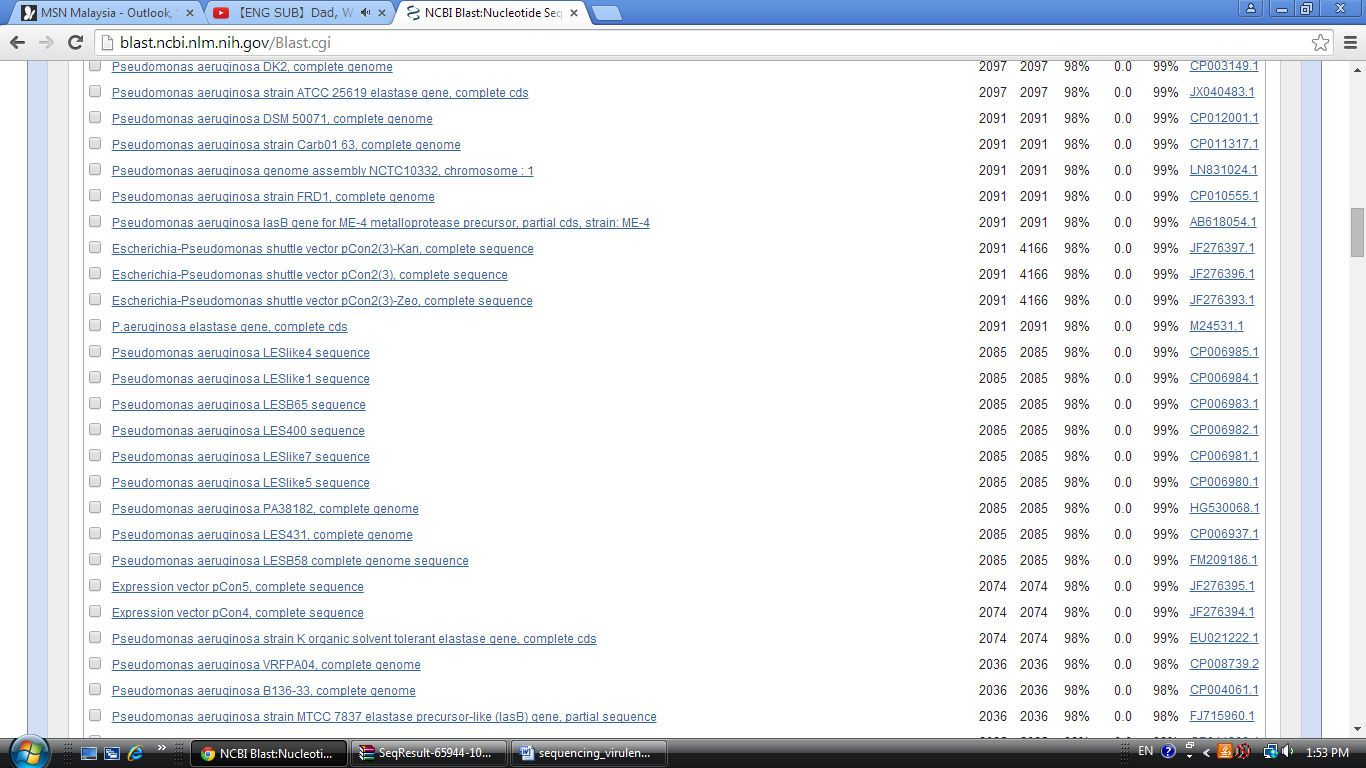 MSN Malaysia - Outlook,
【ENG SUB】Dad, W
NCBI Blast:Nucleotide Seq
blast.ncbi.nlm.nih.gov/Blast.cgi
Pseudomonas aeruginosa DK2, complete genome 2097 2097 98% 0.0 99% CP003149.1
Pseudomonas aeruginosa strain ATCC 25619 elastase gene, complete cds 2097 2097 98% 0.0 99% JX040483.1
Pseudomonas aeruginosa DSM 50071, complete genome 2091 2091 98% 0.0 99% CP012001.1
Pseudomonas aeruginosa strain Carb01 63, complete genome 2091 2091 98% 0.0 99% CP011317.1
Pseudomonas aeruginosa genome assembly NCTC10332, chromosome : 1 2091 2091 98% 0.0 99% LN831024.1
Pseudomonas aeruginosa strain FRD1, complete genome 2091 2091 98% 0.0 99% CP010555.1
Pseudomonas aeruginosa lasB gene for ME-4 metalloprotease precursor, partial cds, strain: ME-4 2091 2091 98% 0.0 99% AB618054.1
Escherichia-Pseudomonas shuttle vector pCon2(3)-Kan, complete sequence 2091 4166 98% 0.0 99% JF276397.1
Escherichia-Pseudomonas shuttle vector pCon2(3), complete sequence 2091 4166 98% 0.0 99% JF276396.1
Escherichia-Pseudomonas shuttle vector pCon2(3)-Zeo, complete sequence 2091 4166 98% 0.0 99% JF276393.1
P.aeruginosa elastase gene, complete cds 2091 2091 98% 0.0 99% M24531.1
Pseudomonas aeruginosa LESlike4 sequence 2085 2085 98% 0.0 99% CP006985.1
Pseudomonas aeruginosa LESlike1 sequence 2085 2085 98% 0.0 99% CP006984.1
Pseudomonas aeruginosa LESB65 sequence 2085 2085 98% 0.0 99% CP006983.1
Pseudomonas aeruginosa LES400 sequence 2085 2085 98% 0.0 99% CP006982.1
Pseudomonas aeruginosa LESlike7 sequence 2085 2085 98% 0.0 99% CP006981.1
Pseudomonas aeruginosa LESlike5 sequence 2085 2085 98% 0.0 99% CP006980.1
Pseudomonas aeruginosa PA38182, complete genome 2085 2085 98% 0.0 99% HG530068.1
Pseudomonas aeruginosa LES431, complete genome 2085 2085 98% 0.0 99% CP006937.1
Pseudomonas aeruginosa LESB58 complete genome sequence 2085 2085 98% 0.0 99% FM209186.1
Expression vector pCon5, complete sequence 2074 2074 98% 0.0 99% JF276395.1
Expression vector pCon4, complete sequence 2074 2074 98% 0.0 99% JF276394.1
Pseudomonas aeruginosa strain K organic solvent tolerant elastase gene, complete cds 2074 2074 98% 0.0 99% EU021222.1
Pseudomonas aeruginosa VRFPA04, complete genome 2036 2036 98% 0.0 98% CP008739.2
Pseudomonas aeruginosa B136-33, complete genome 2036 2036 98% 0.0 98% CP004061.1
Pseudomonas aeruginosa strain MTCC 7837 elastase precursor-like (lasB) gene, partial sequence 2036 2036 98% 0.0 98% FJ715960.1
NCBI Blast:Nucleoti... SeqResult-65944-10... sequencing_virulen... EN 1:53 PM